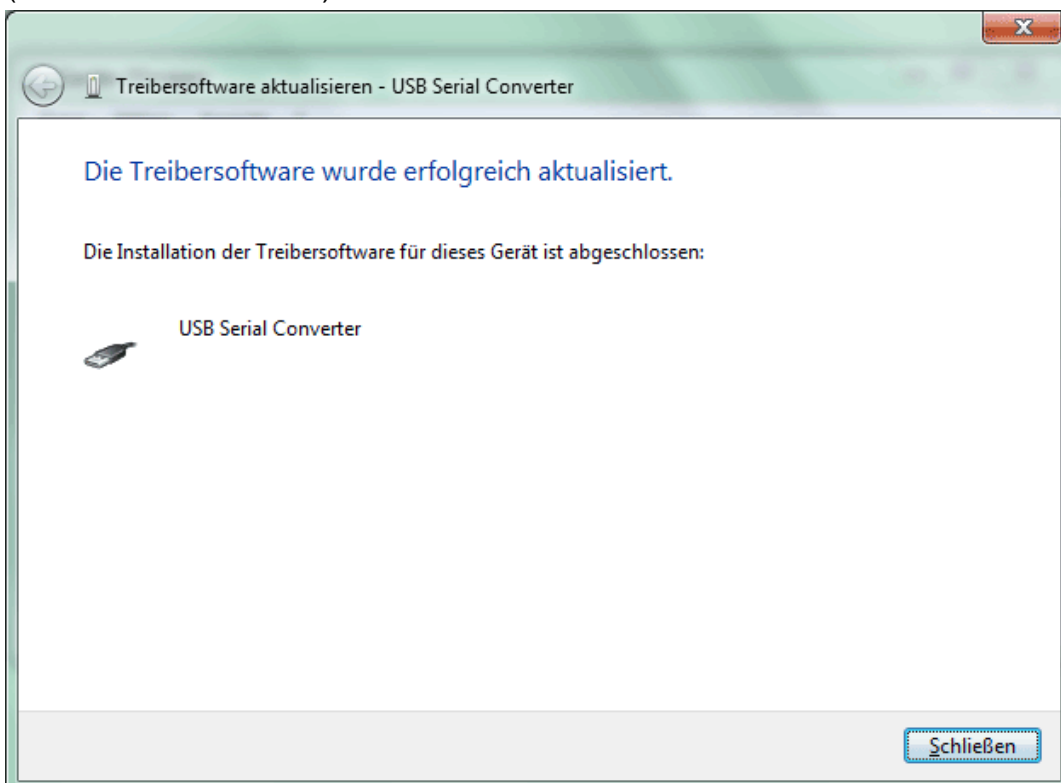 Treibersoftware aktualisieren - USB Serial Converter
Die Treibersoftware wurde erfolgreich aktualisiert.
Die Installation der Treibersoftware für dieses Gerät ist abgeschlossen:
USB Serial Converter
Schließen